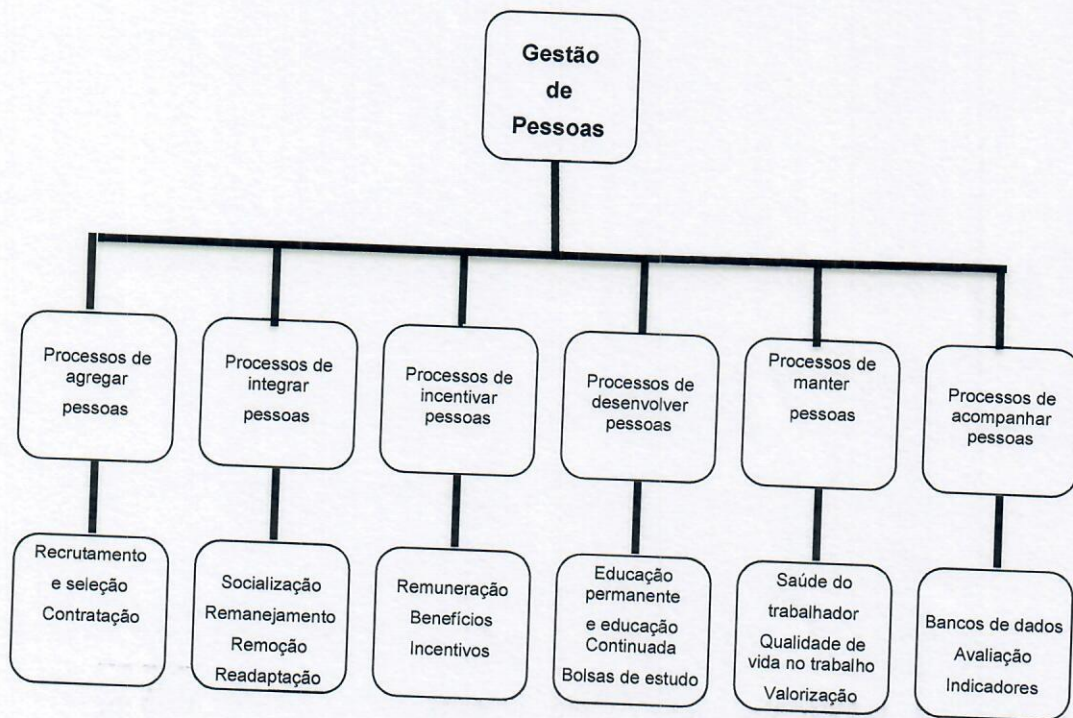 Gestão
de
Pessoas
Processos de
agregar
pessoas
Processos de
integrar
pessoas
Processos de
incentivar
pessoas
Processos de
desenvolver
pessoas
Processos de
manter
pessoas
Processos de
acompanhar
pessoas
Recrutamento
e seleção
Contratação
Socialização
Remanejamento
Remoção
Readaptação
Remuneração
Benefícios
Incentivos
Educação
permanente
e educação
Continuada
Bolsas de estudo
Saúde do
trabalhador
Qualidade de
vida no trabalho
Valorização
Bancos de dados
Avaliação
Indicadores